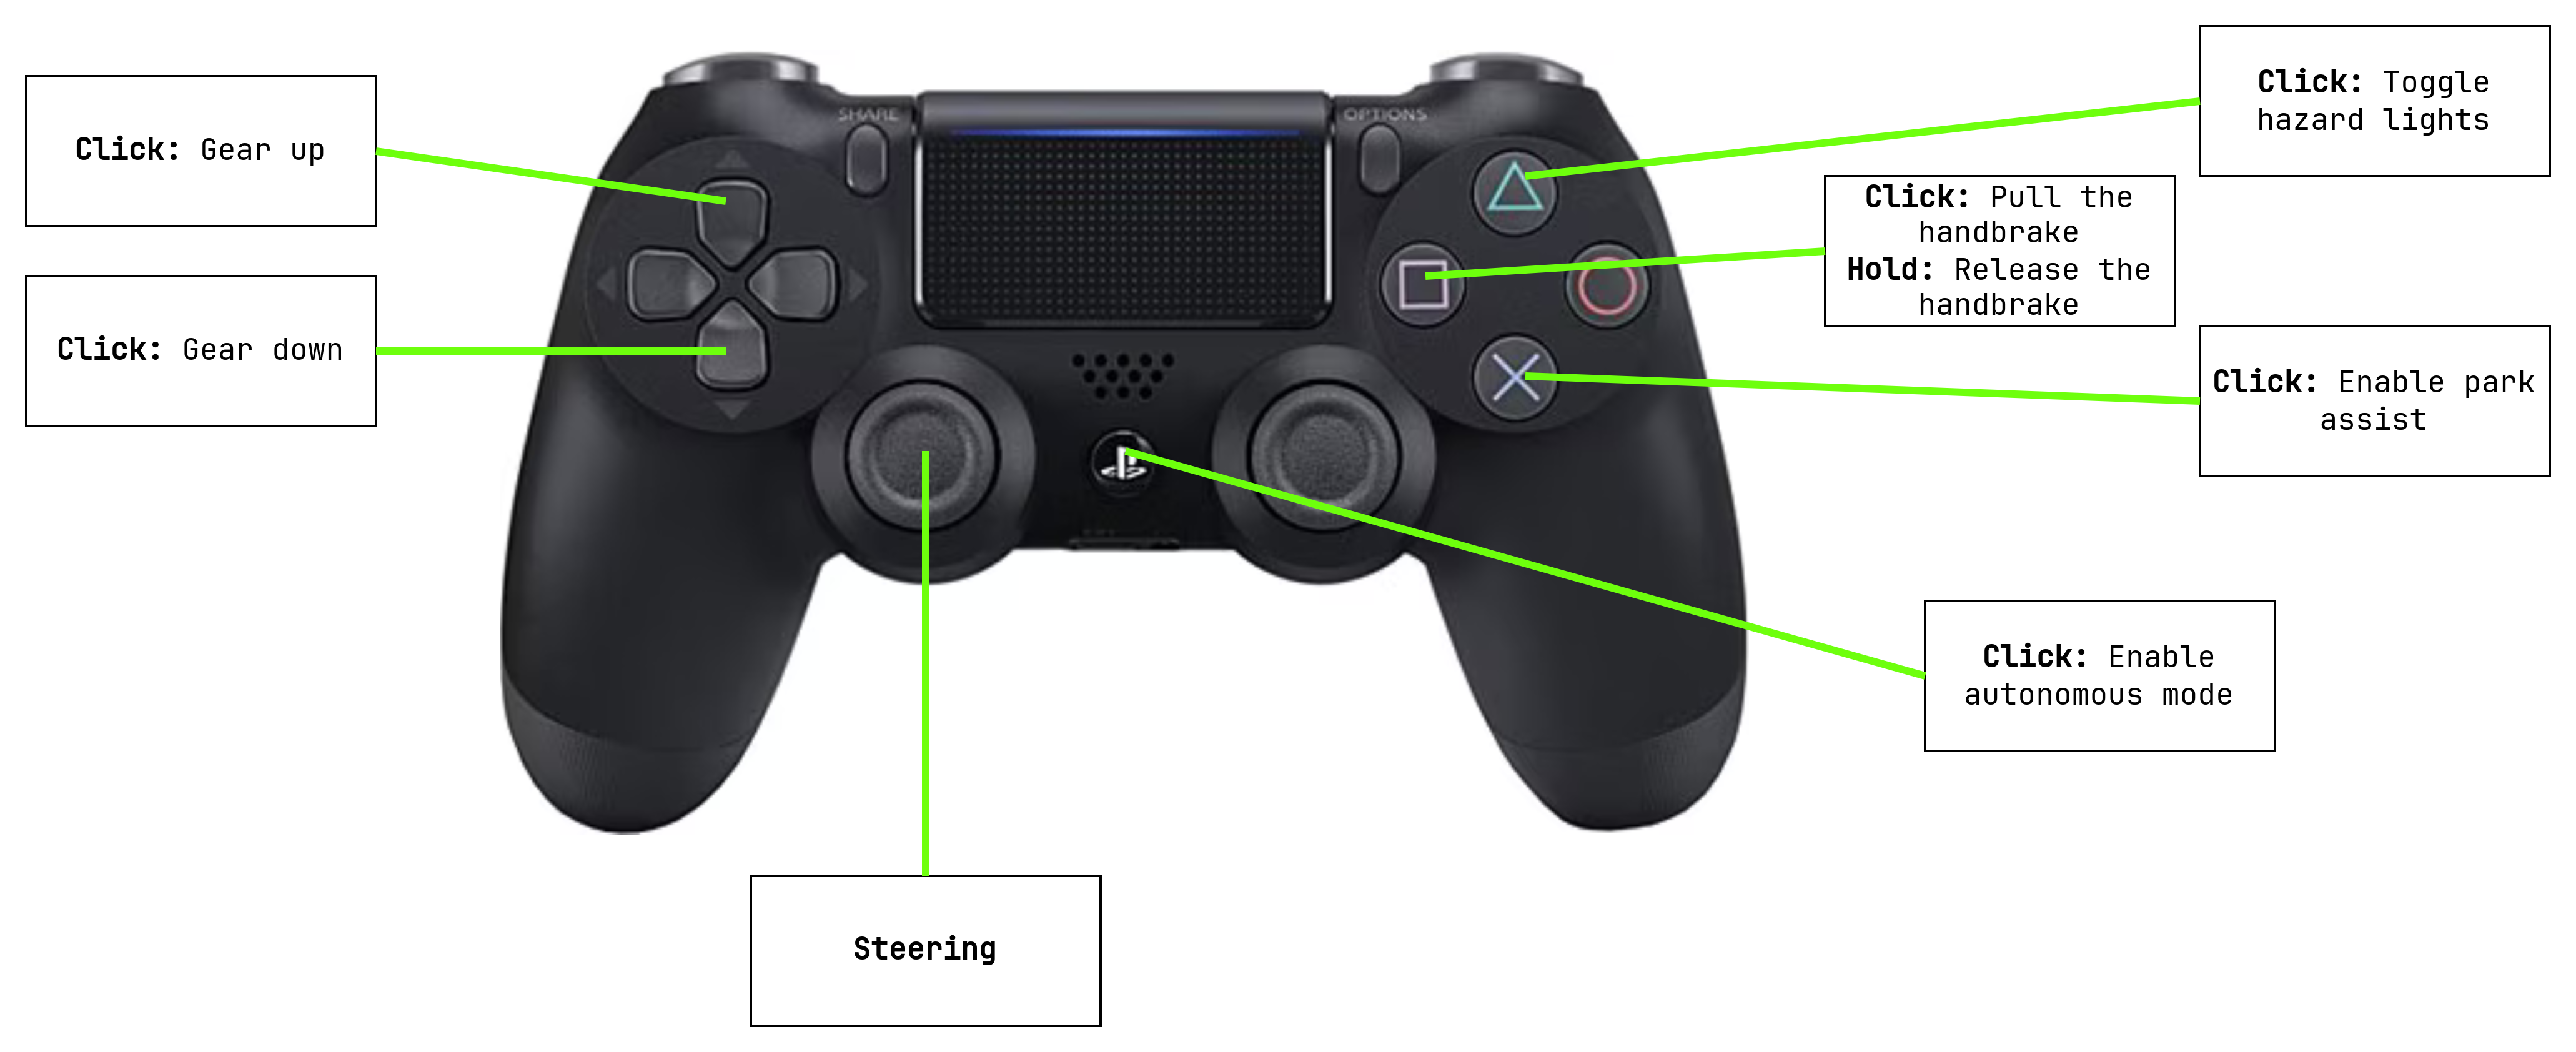 Click: Gear up
Click: Gear down
SHARE
OPTIONS
Click: Toggle
hazard lights
Click: Pull the
handbrake
Hold: Release the
handbrake
Click: Enable park
assist
Click: Enable
autonomous mode
Steering